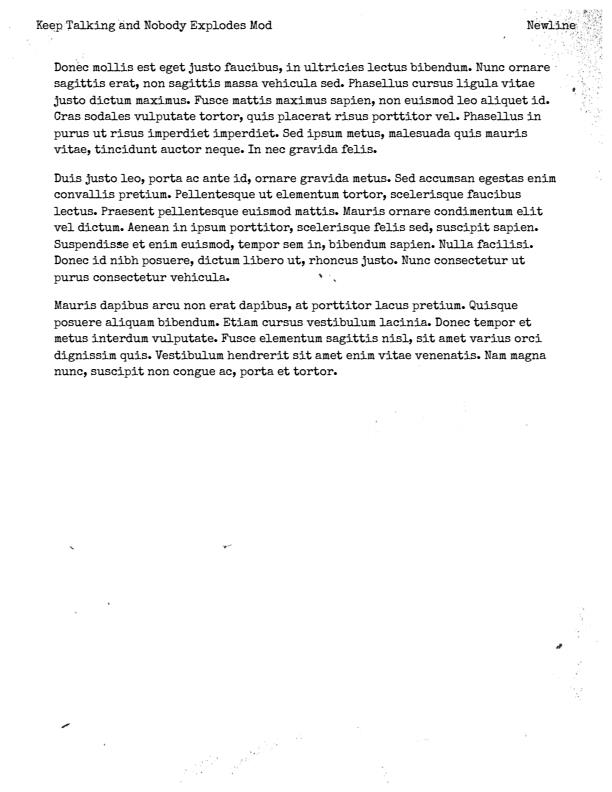 Keep Talking and Nobody Explodes Mod
Newline
Donec mollis est eget justo faucibus, in ultricies lectus bibendum. Nunc ornare
sagittis erat, non sagittis massa vehicula sed. Phasellus cursus ligula vitae
justo dictum maximus. Fusce mattis maximus sapien, non euismod leo aliquet id.
Cras sodales vulputate tortor, quis placerat risus porttitor vel. Phasellus in
purus ut risus imperdiet imperdiet. Sed ipsum metus, malesuada quis mauris
vitae, tincidunt auctor neque. In nec gravida felis.
Duis justo leo, porta ac ante id, ornare gravida metus. Sed accumsan egestas enim
convallis pretium. Pellentesque ut elementum tortor, scelerisque faucibus
lectus. Praesent pellentesque euismod mattis. Mauris ornare condimentum elit
vel dictum. Aenean in ipsum porttitor, scelerisque felis sed, suscipit sapien.
Suspendisse et enim euismod, tempor sem in, bibendum sapien. Nulla facilisi.
Donec id nibh posuere, dictum libero ut, rhoncus justo. Nunc consectetur ut
purus consectetur vehicula.
Mauris dapibus arcu non erat dapibus, at porttitor lacus pretium. Quisque
posuere aliquam bibendum. Etiam cursus vestibulum lacinia. Donec tempor et
metus interdum vulputate. Fusce elementum sagittis nisl, sit amet varius orci
dignissim quis. Vestibulum hendrerit sit amet enim vitae venenatis. Nam magna
nunc, suscipit non congue ac, porta et tortor.